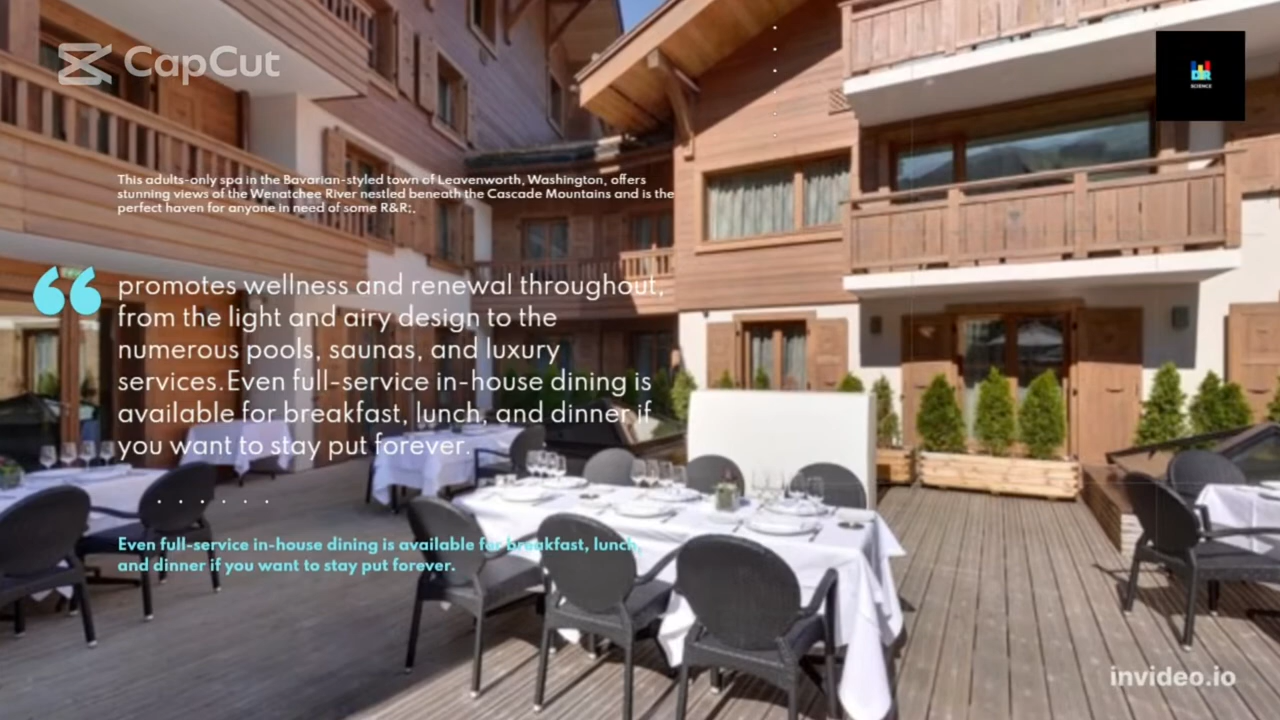 CapCut
DR
SCIENCE
This adults-only spa in the Bavarian-styled town of Leavenworth, Washington, offers
stunning views of the Wenatchee River nestled beneath the Cascade Mountains and is the
perfect haven for anyone in need of some R&R;.
“
promotes wellness and renewal throughout,
from the light and airy design to the
numerous pools, saunas, and luxury
services.Even full-service in-house dining is
available for breakfast, lunch, and dinner if
you want to stay put forever.
Even full-service in-house dining is available for breakfast, lunch,
and dinner if you want to stay put forever.
invideo.io